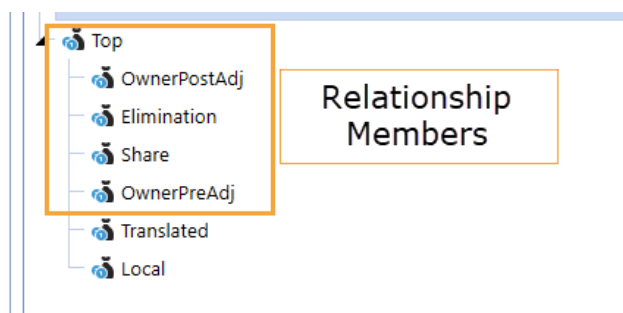 Top
OwnerPostAdj
Elimination
Share
OwnerPreAdj
Translated
Local
Relationship
Members